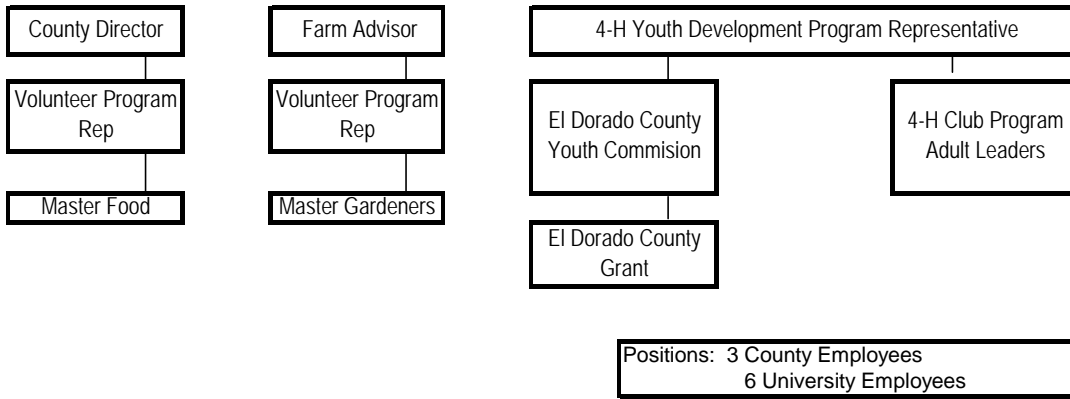 County Director
Farm Advisor
4-H Youth Development Program Representative
Volunteer Program
Rep
Volunteer Program
Rep
El Dorado County
Youth Commision
4-H Club Program
Adult Leaders
Master Food
Master Gardeners
El Dorado County
Grant
Positions: 3 County Employees
6 University Employees